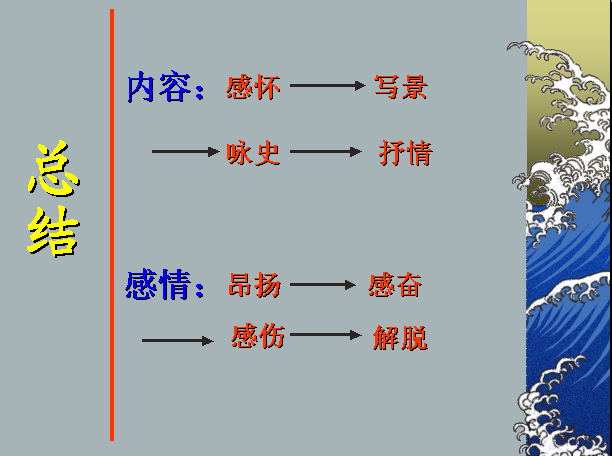 总结
内容：感怀 → 写景
→ 咏史 → 抒情
感情：昂扬 → 感奋
→ 感伤 → 解脱